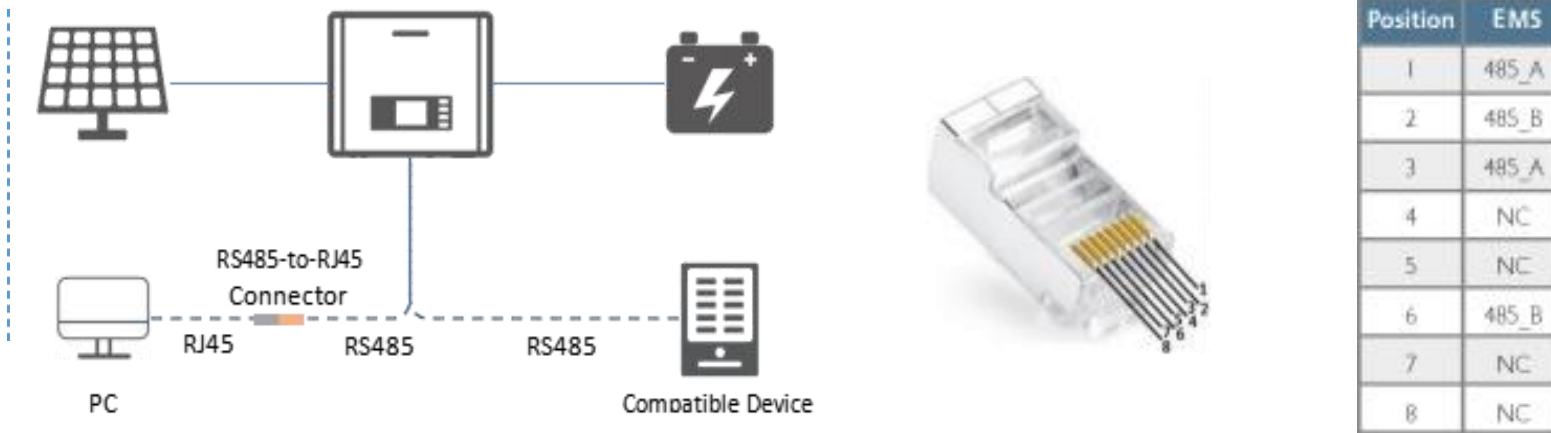 - +
RS485-to-RJ45
Connector
RJ45
RS485
RS485
PC
Compatible Device
1
2
3
4
5
6
7
8
Position EMS
1 485_A
2 485_B
3 485_A
4 NC
5 NC
6 485_B
7 NC
8 NC